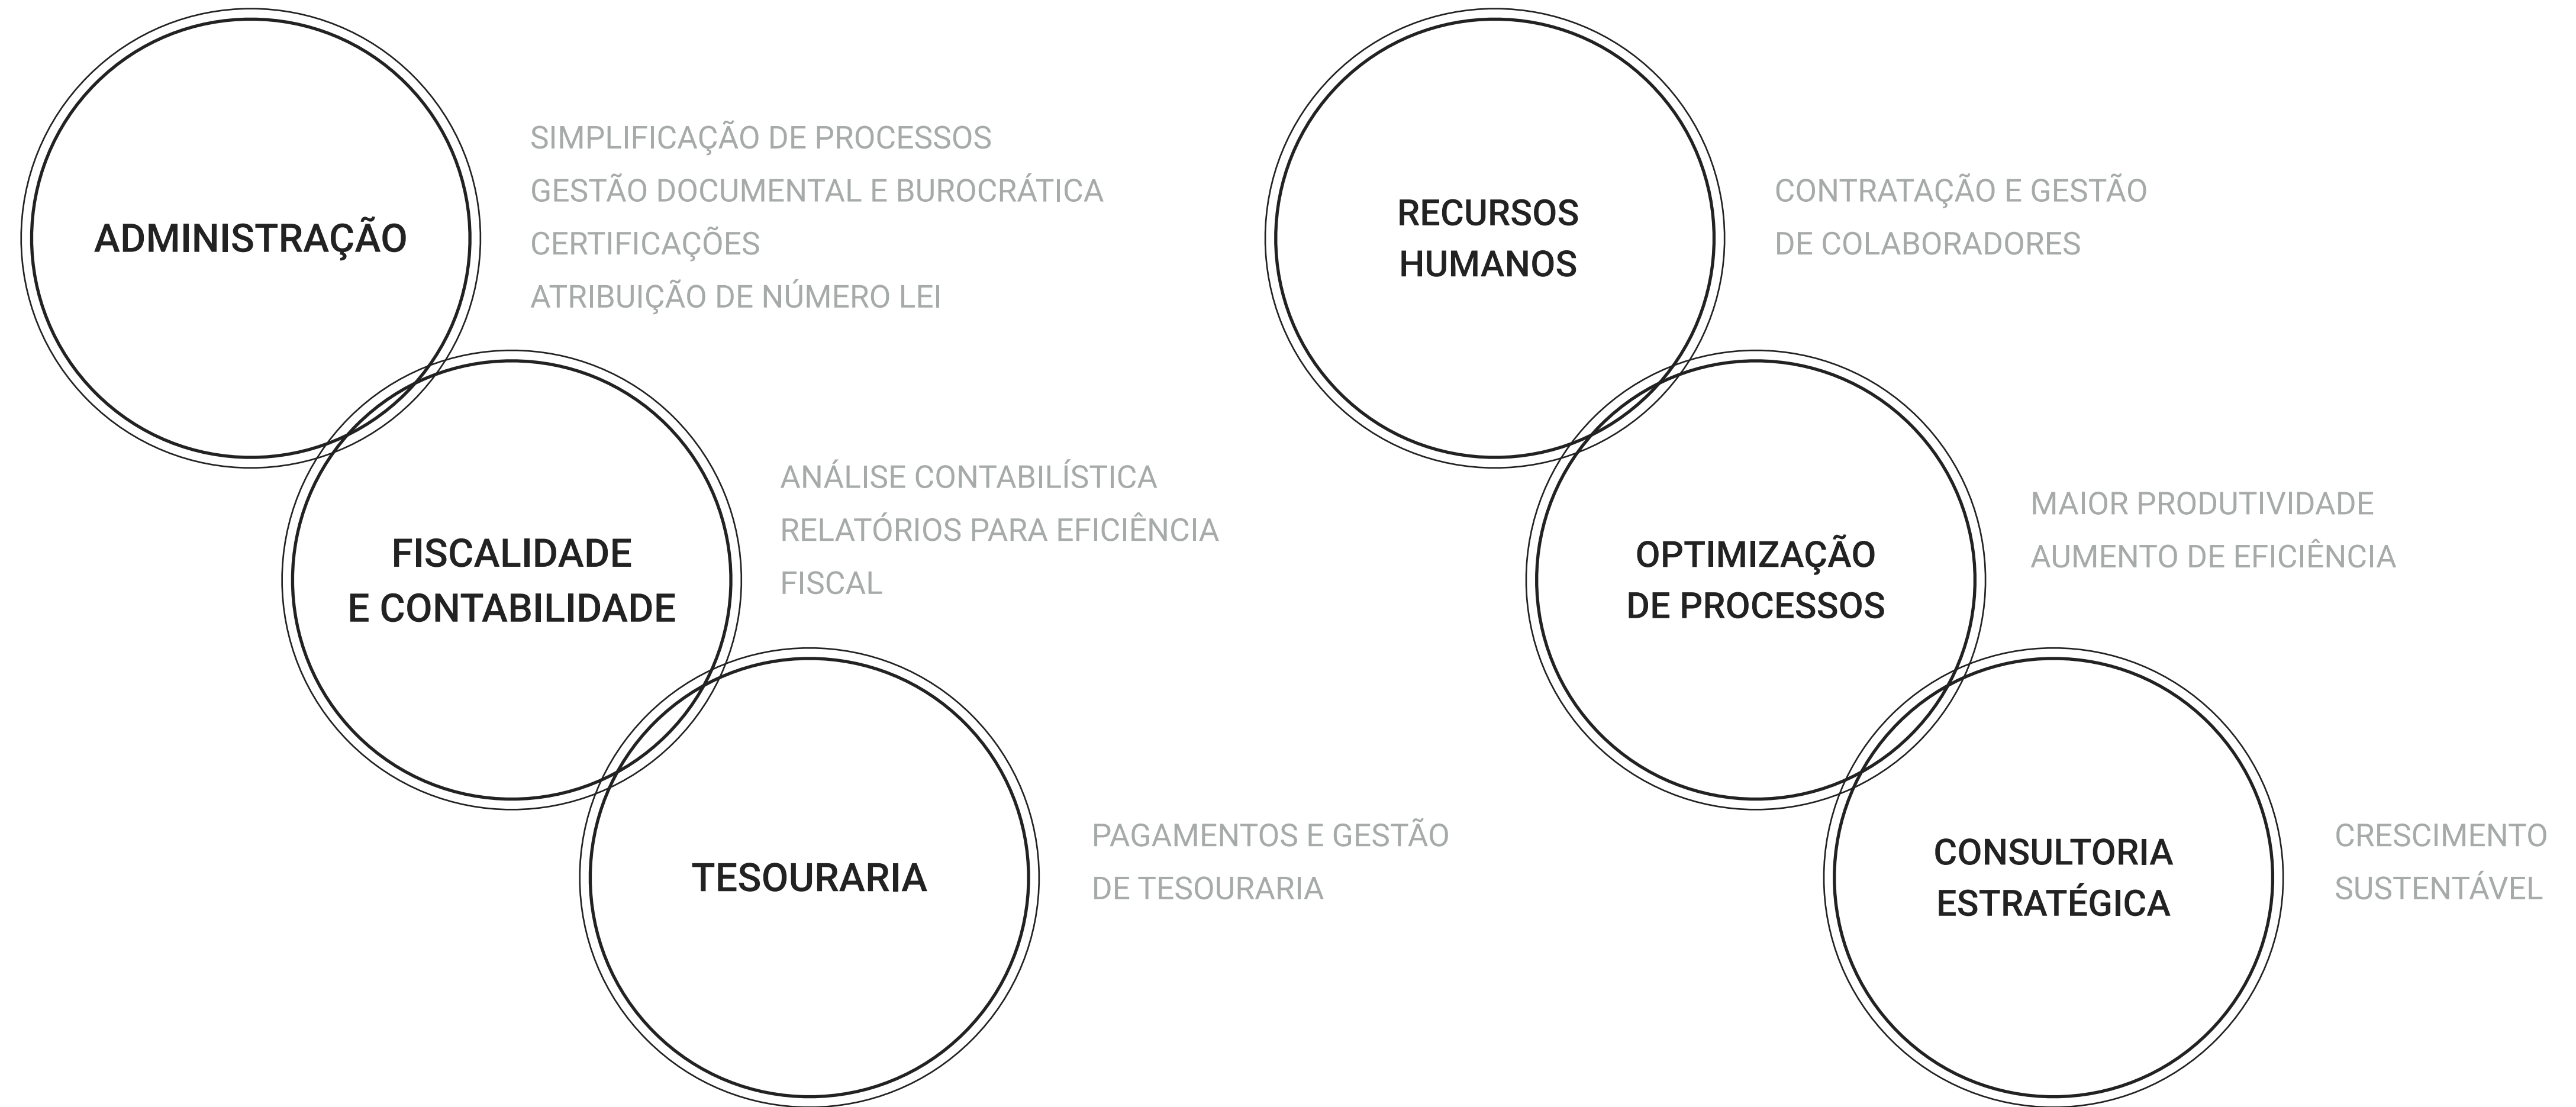 ADMINISTRAÇÃO
SIMPLIFICAÇÃO DE PROCESSOS
GESTÃO DOCUMENTAL E BUROCRÁTICA
CERTIFICAÇÕES
ATRIBUIÇÃO DE NÚMERO LEI
FISCALIDADE
E CONTABILIDADE
ANÁLISE CONTABILÍSTICA
RELATÓRIOS PARA EFICIÊNCIA
FISCAL
TESOURARIA
PAGAMENTOS E GESTÃO
DE TESOURARIA
RECURSOS
HUMANOS
CONTRATAÇÃO E GESTÃO
DE COLABORADORES
OPTIMIZAÇÃO
DE PROCESSOS
MAIOR PRODUTIVIDADE
AUMENTO DE EFICIÊNCIA
CONSULTORIA
ESTRATÉGICA
CRESCIMENTO
SUSTENTÁVEL